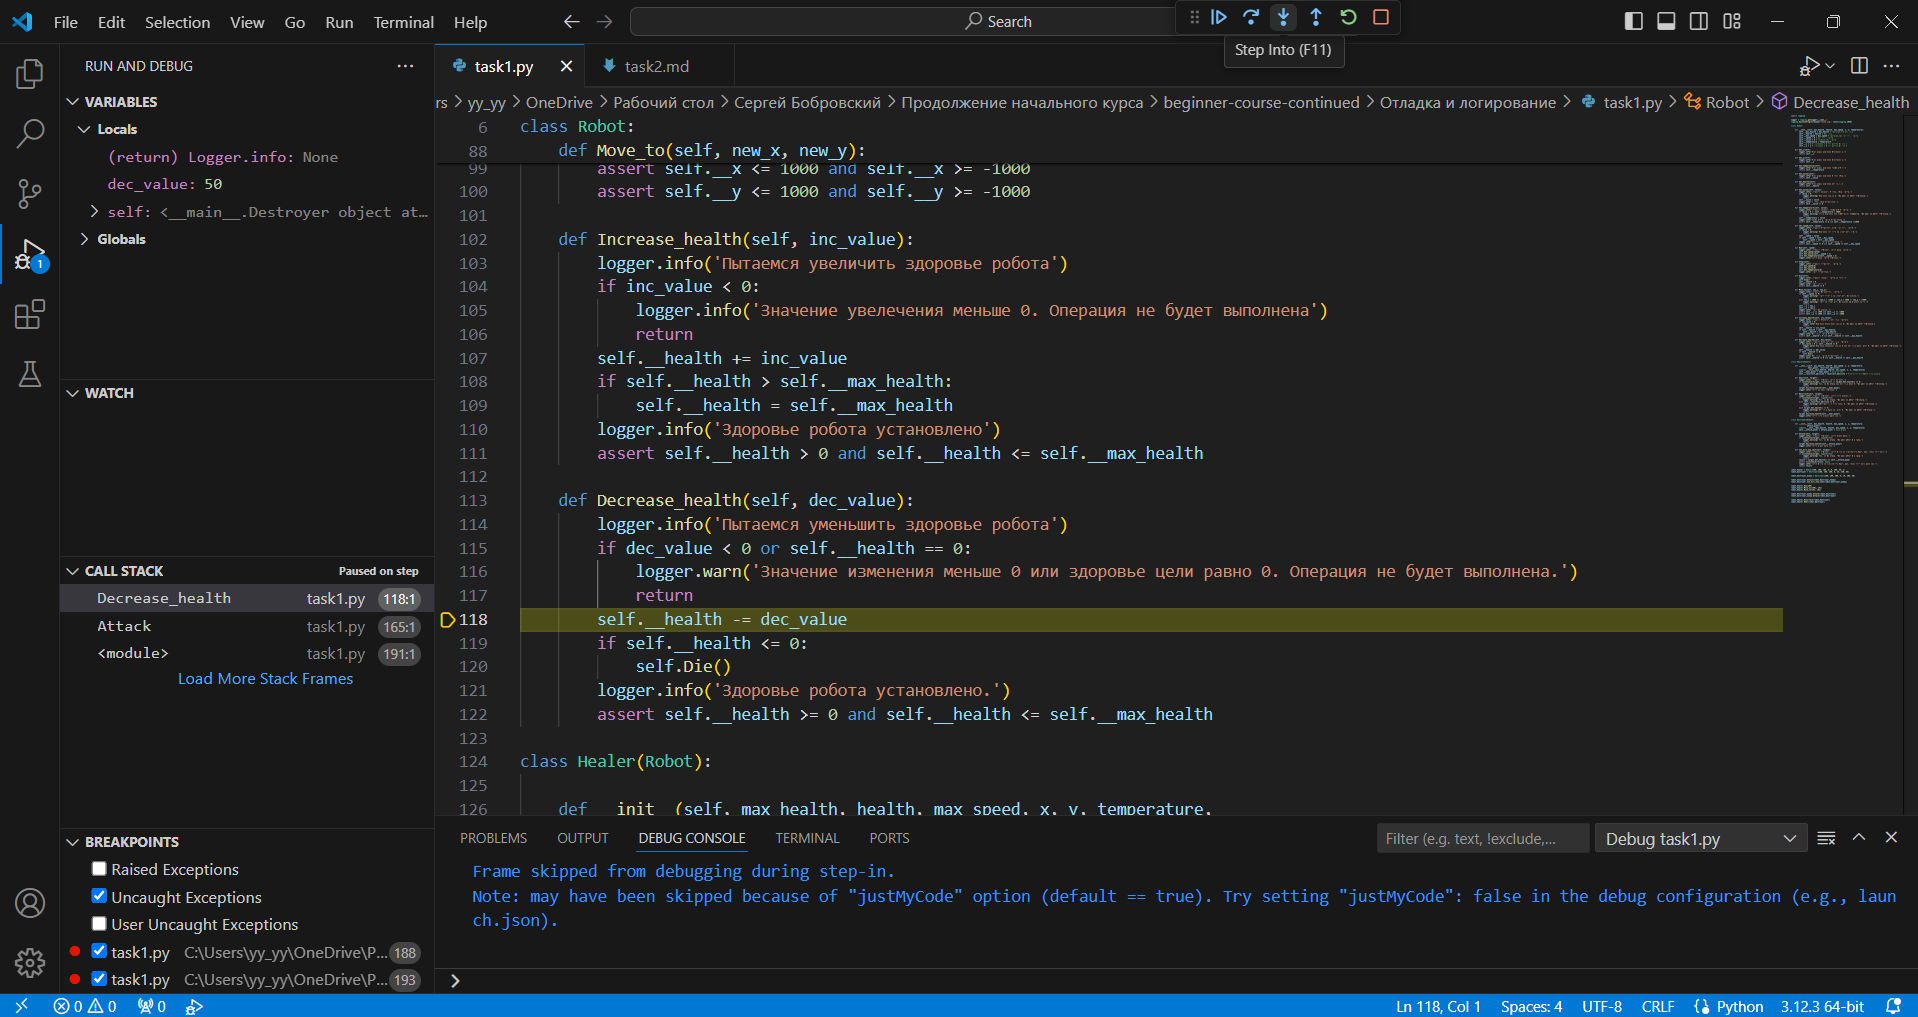 File Edit Selection View Go Run Terminal Help
Search
Step Into (F11)
RUN AND DEBUG
VARIABLES
Locals
(return) Logger.info: None
dec_value: 50
self: <__main__.Destroyer object at…
Globals
WATCH
CALL STACK Paused on step
Decrease_health task1.py 118:1
Attack task1.py 165:1
<module> task1.py 191:1
Load More Stack Frames
BREAKPOINTS
Raised Exceptions
Uncaught Exceptions
User Uncaught Exceptions
task1.py C:\Users\yy_yy\OneDrive\P... 188
task1.py C:\Users\yy_yy\OneDrive\P... 193
1
task1.py task2.md
rs > yy_yy > OneDrive > Рабочий стол > Сергей Бобровский > Продолжение начального курса > beginner-course-continued > Отладка и логирование > task1.py > Robot > Decrease_health
6 class Robot:
88 def Move_to(self, new_x, new_y):
99 assert self.__x <= 1000 and self.__x >= -1000
100 assert self.__y <= 1000 and self.__y >= -1000
101
102 def Increase_health(self, inc_value):
103 logger.info('Пытаемся увеличить здоровье робота')
104 if inc_value < 0:
105 logger.info('Значение увелечения меньше 0. Операция не будет выполнена')
106 return
107 self.__health += inc_value
108 if self.__health > self.__max_health:
109 self.__health = self.__max_health
110 logger.info('Здоровье робота установлено')
111 assert self.__health > 0 and self.__health <= self.__max_health
112
113 def Decrease_health(self, dec_value):
114 logger.info('Пытаемся уменьшить здоровье робота')
115 if dec_value < 0 or self.__health == 0:
116 logger.warn('Значение изменения меньше 0 или здоровье цели равно 0. Операция не будет выполнена.')
117 return
118 self.__health -= dec_value
119 if self.__health <= 0:
120 self.Die()
121 logger.info('Здоровье робота установлено.')
122 assert self.__health >= 0 and self.__health <= self.__max_health
123
124 class Healer(Robot):
125
126 def __init__(self, max_health, health, max_speed, x, y, temperature,
PROBLEMS OUTPUT DEBUG CONSOLE TERMINAL PORTS
Filter (e.g. text, !exclude,... Debug task1.py
Frame skipped from debugging during step-in.
Note: may have been skipped because of "justMyCode" option (default == true). Try setting "justMyCode": false in the debug configuration (e.g., laun
ch.json).
0 0 0 Ln 118, Col 1 Spaces: 4 UTF-8 CRLF Python 3.12.3 64-bit